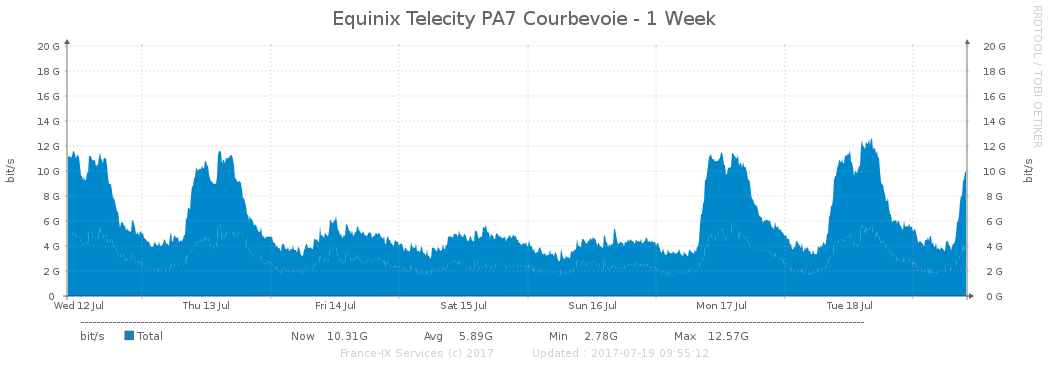 Equinix Telecity PA7 Courbevoie - 1 Week
RRDTOOL / TOBI OETIKER
20 G 20 G
18 G 18 G
16 G 16 G
14 G 14 G
12 G 12 G
10 G 10 G
8 G 8 G
6 G 6 G
4 G 4 G
2 G 2 G
0 0 G
bit/s
bit/s
Wed 12 Jul Thu 13 Jul Fri 14 Jul Sat 15 Jul Sun 16 Jul Mon 17 Jul Tue 18 Jul
bit/s Total Now 10.31G Avg 5.89G Min 2.78G Max 12.57G
France-IX Services (c) 2017 Updated : 2017-07-19 09:55:12